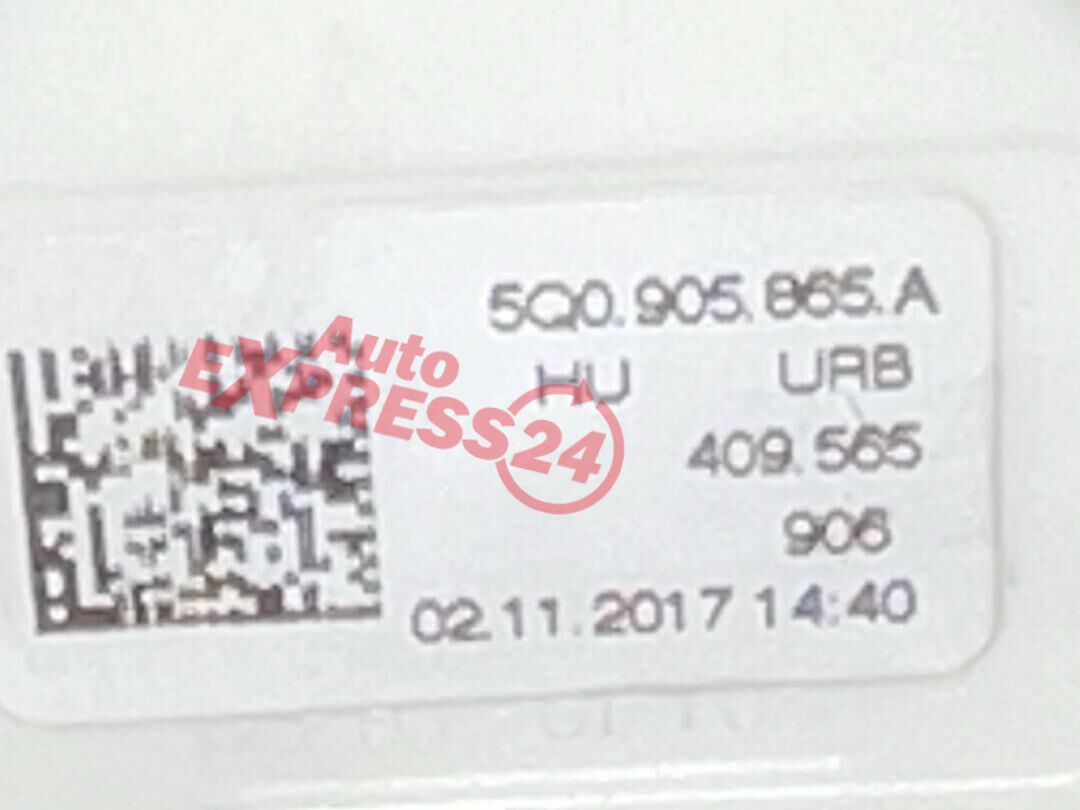 5Q0.905.865.A
HU URB
409.565
906
02.11.2017 14:40
Auto
EXPRESS24